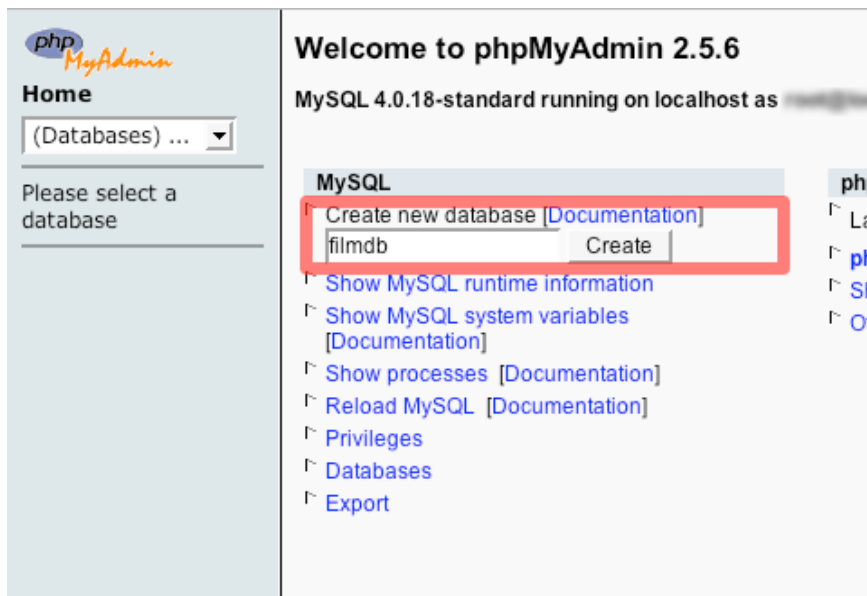 php
MyAdmin
Home
(Databases) ...
Please select a
database
Welcome to phpMyAdmin 2.5.6
MySQL 4.0.18-standard running on localhost as
MySQL
Create new database [Documentation]
filmdb Create
Show MySQL runtime information
Show MySQL system variables
[Documentation]
Show processes [Documentation]
Reload MySQL [Documentation]
Privileges
Databases
Export